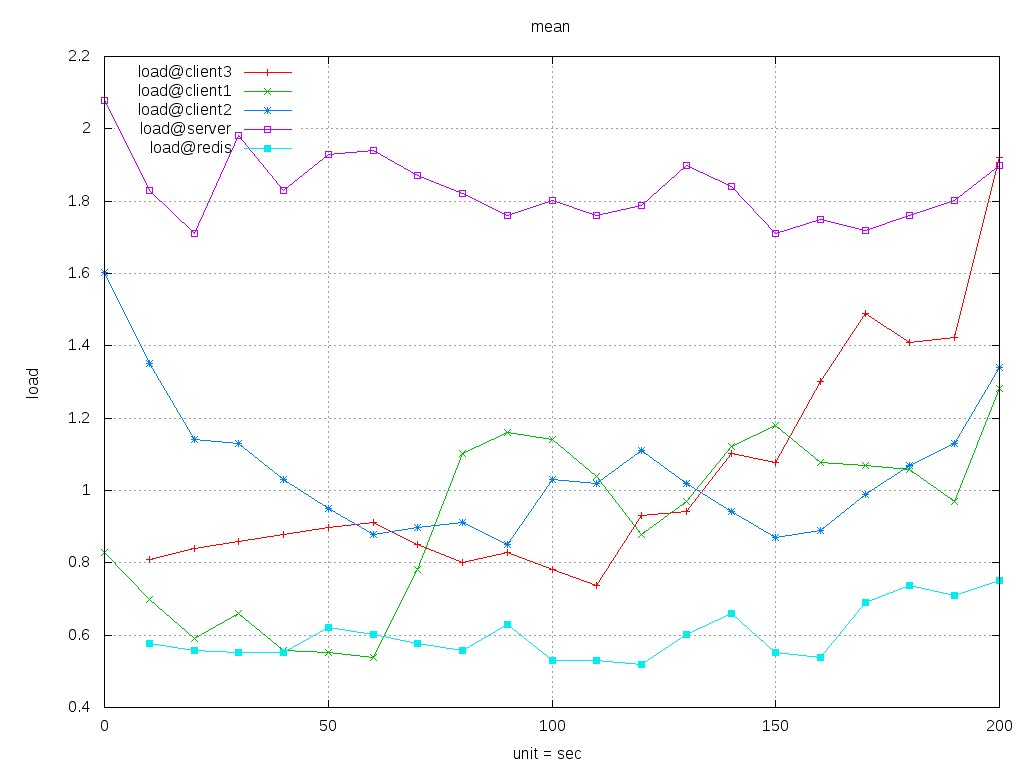 mean
2.2
2
1.8
1.6
1.4
1.2
1
0.8
0.6
0.4
load
load@client3
load@client1
load@client2
load@server
load@redis
0 50 100 150 200
unit = sec